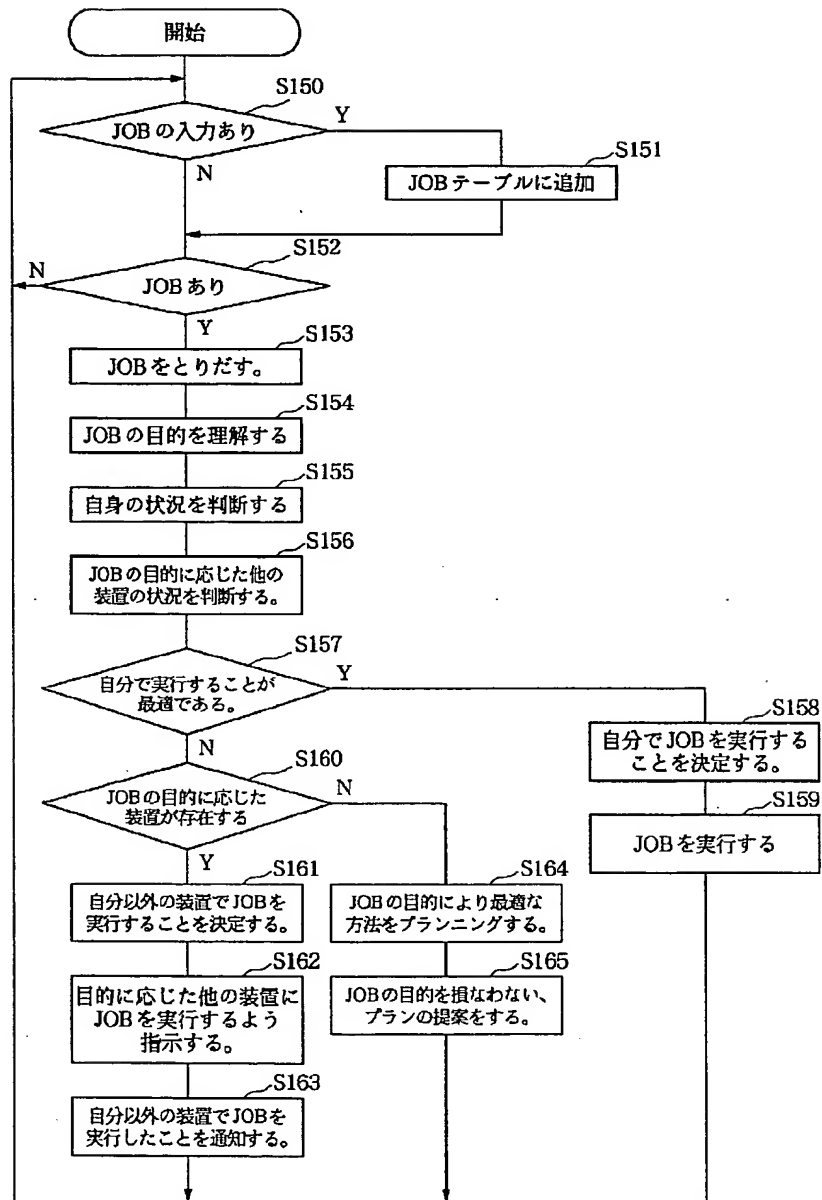 開始
S150
JOBの入力あり
Y
N
S151
JOBテーブルに追加
S152
N
JOBあり
Y
S153
JOBをとりだす。
S154
JOBの目的を理解する
S155
自身の状況を判断する
S156
JOBの目的に応じた他の
装置の状況を判断する。
S157
自分で実行することが
最適である。
Y
N
S158
自分でJOBを実行する
ことを決定する。
S159
JOBを実行する
S160
JOBの目的に応じた
装置が存在する
N
Y
S161
自分以外の装置でJOBを
実行することを決定する。
S162
目的に応じた他の装置に
JOBを実行するよう
指示する。
S163
自分以外の装置でJOBを
実行したことを通知する。
S164
JOBの目的により最適な
方法をプランニングする。
S165
JOBの目的を損なわない、
プランの提案をする。